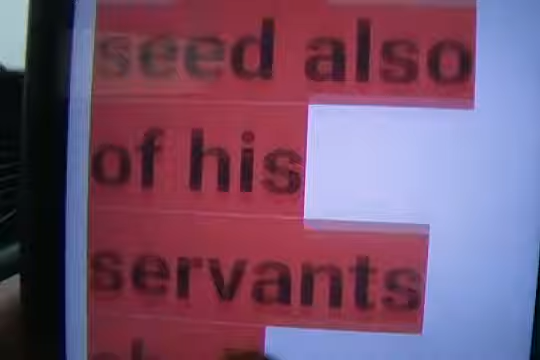 seed also
of his
servants